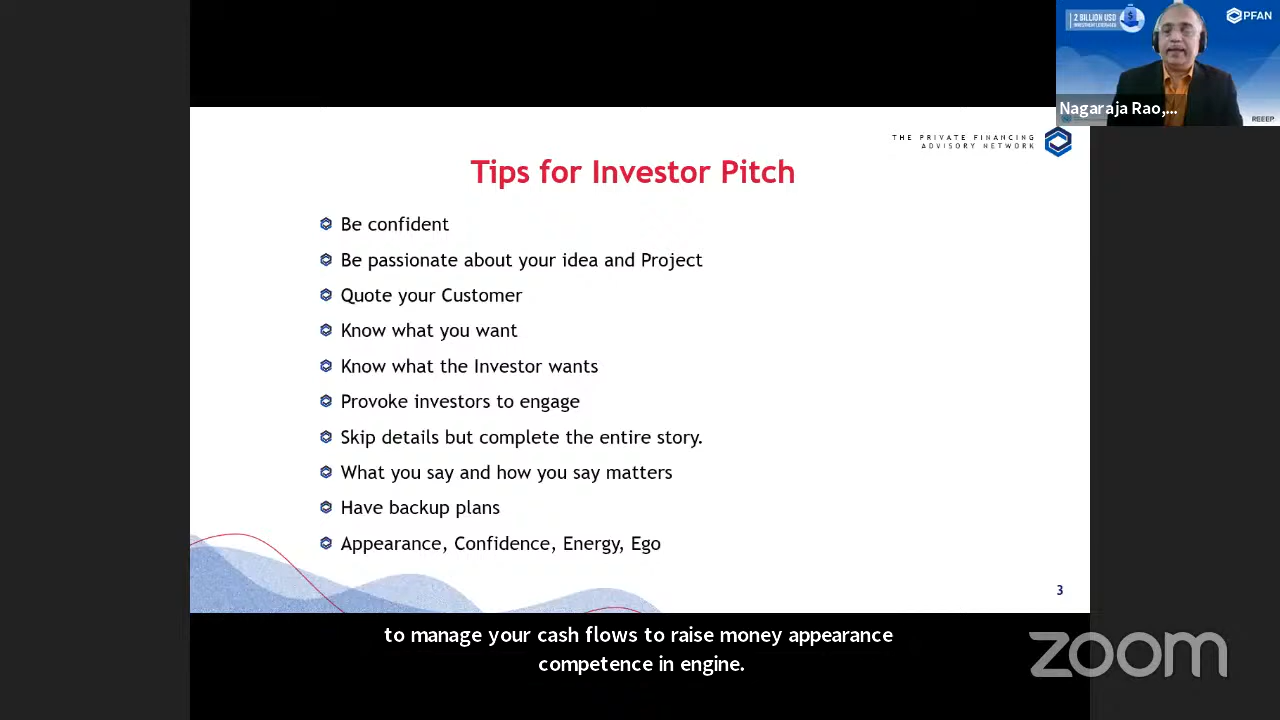 2 BILLION USD
INVESTMENT LEVERAGED
PFAN
Nagaraja Rao,...
REEEP
THE PRIVATE FINANCING
ADVISORY NETWORK
Tips for Investor Pitch
Be confident
Be passionate about your idea and Project
Quote your Customer
Know what you want
Know what the Investor wants
Provoke investors to engage
Skip details but complete the entire story.
What you say and how you say matters
Have backup plans
Appearance, Confidence, Energy, Ego
3
to manage your cash flows to raise money appearance
competence in engine.
zoom